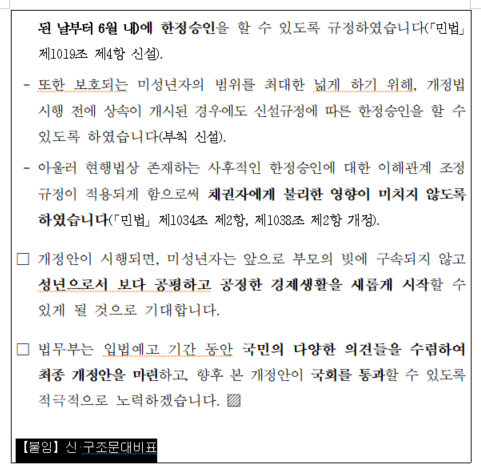 된 날부터 6월 내)에 한정승인을 할 수 있도록 규정하였습니다(「민법」
제1019조 제4항 신설).
- 또한 보호되는 미성년자의 범위를 최대한 넓게 하기 위해, 개정법
시행 전에 상속이 개시된 경우에도 신설규정에 따른 한정승인을 할 수
있도록 하였습니다(부칙 신설).
- 아울러 현행법상 존재하는 사후적인 한정승인에 대한 이해관계 조정
규정이 적용되게 함으로써 채권자에게 불리한 영향이 미치지 않도록
하였습니다(「민법」 제1034조 제2항, 제1038조 제2항 개정).
□ 개정안이 시행되면, 미성년자는 앞으로 부모의 빚에 구속되지 않고
성년으로서 보다 공평하고 공정한 경제생활을 새롭게 시작할 수
있게 될 것으로 기대합니다.
□ 법무부는 입법예고 기간 동안 국민의 다양한 의견들을 수렴하여
최종 개정안을 마련하고, 향후 본 개정안이 국회를 통과할 수 있도록
적극적으로 노력하겠습니다. ▨
【붙임】 신·구조문대비표